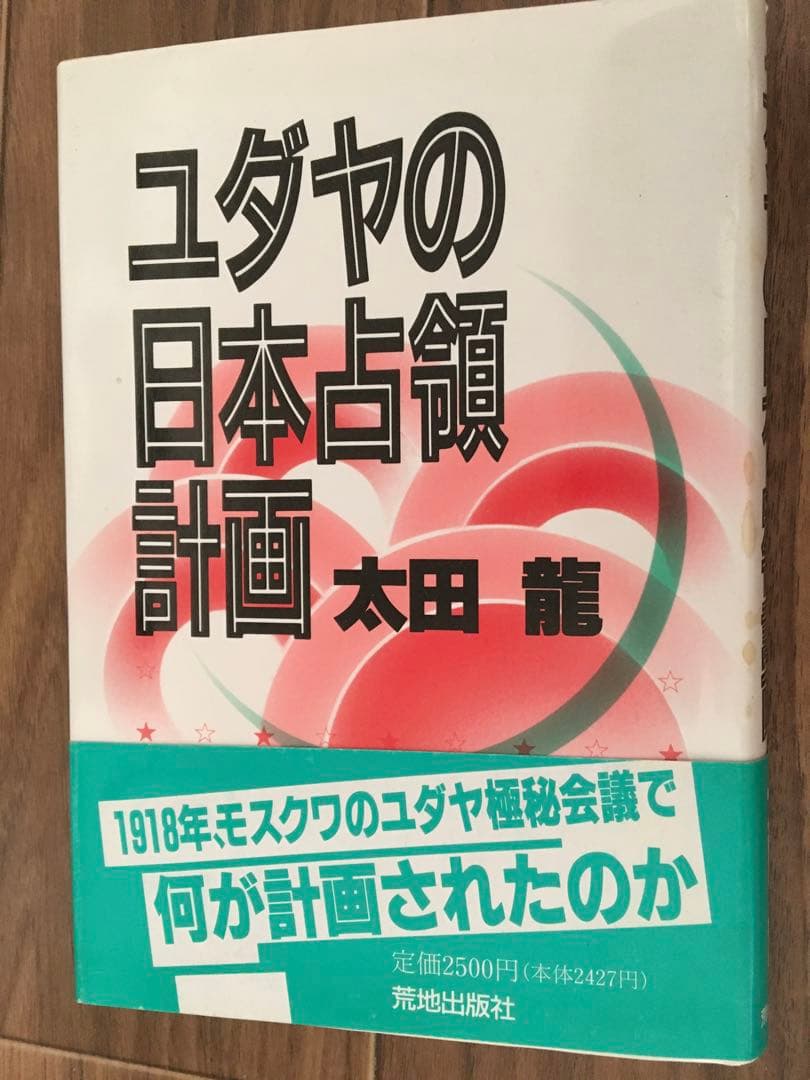 ユダヤの
日本占領
計画
太田 龍
1918年、モスクワのユダヤ極秘会議で
何が計画されたのか
定価2500円(本体2427円)
荒地出版社